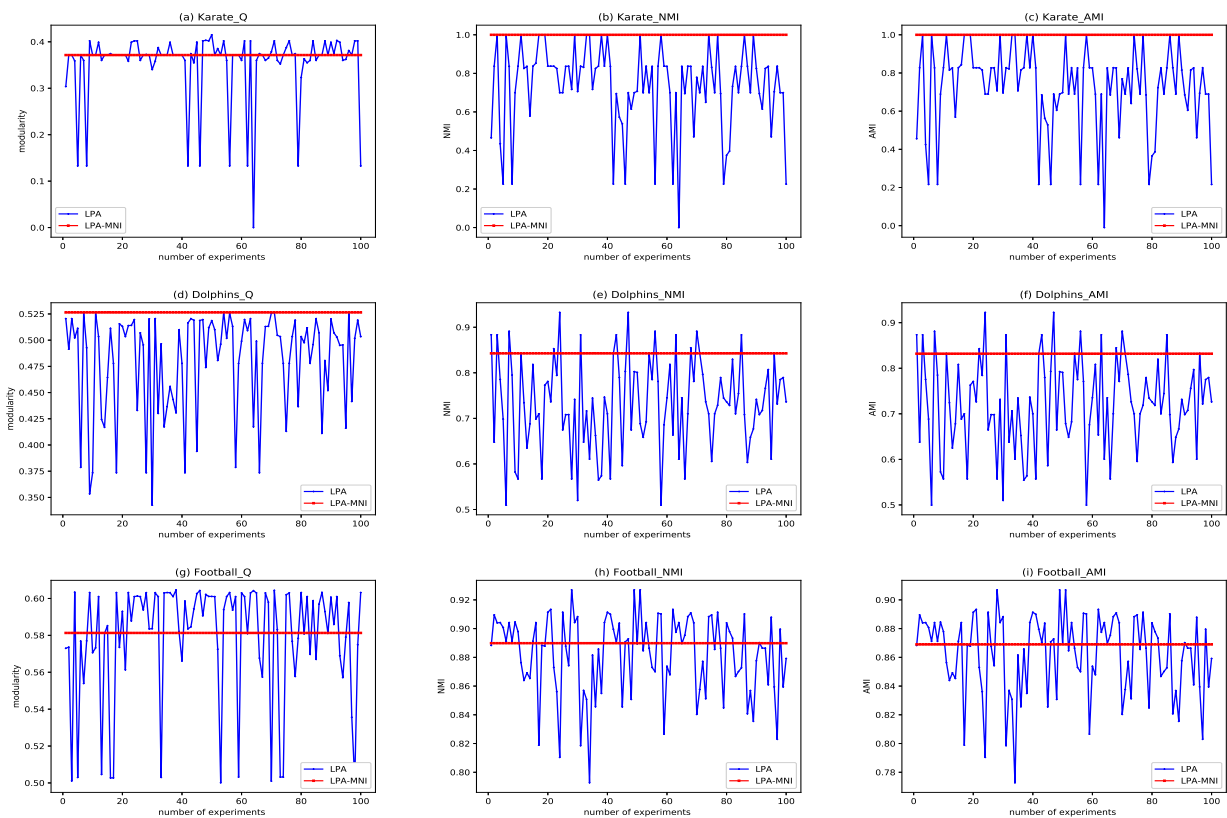 (a) Karate_Q
modularity
0.4
0.3
0.2
0.1
0.0
LPA
LPA-MNI
0 20 40 60 80 100
number of experiments
(b) Karate_NMI
NMI
1.0
0.8
0.6
0.4
0.2
0.0
LPA
LPA-MNI
0 20 40 60 80 100
number of experiments
(c) Karate_AMI
AMI
1.0
0.8
0.6
0.4
0.2
0.0
LPA
LPA-MNI
0 20 40 60 80 100
number of experiments
(d) Dolphins_Q
modularity
0.525
0.500
0.475
0.450
0.425
0.400
0.375
0.350
LPA
LPA-MNI
0 20 40 60 80 100
number of experiments
(e) Dolphins_NMI
NMI
0.9
0.8
0.7
0.6
0.5
LPA
LPA-MNI
0 20 40 60 80 100
number of experiments
(f) Dolphins_AMI
AMI
0.9
0.8
0.7
0.6
0.5
LPA
LPA-MNI
0 20 40 60 80 100
number of experiments
(g) Football_Q
modularity
0.60
0.58
0.56
0.54
0.52
0.50
LPA
LPA-MNI
0 20 40 60 80 100
number of experiments
(h) Football_NMI
NMI
0.92
0.90
0.88
0.86
0.84
0.82
0.80
LPA
LPA-MNI
0 20 40 60 80 100
number of experiments
(i) Football_AMI
AMI
0.90
0.88
0.86
0.84
0.82
0.80
0.78
LPA
LPA-MNI
0 20 40 60 80 100
number of experiments